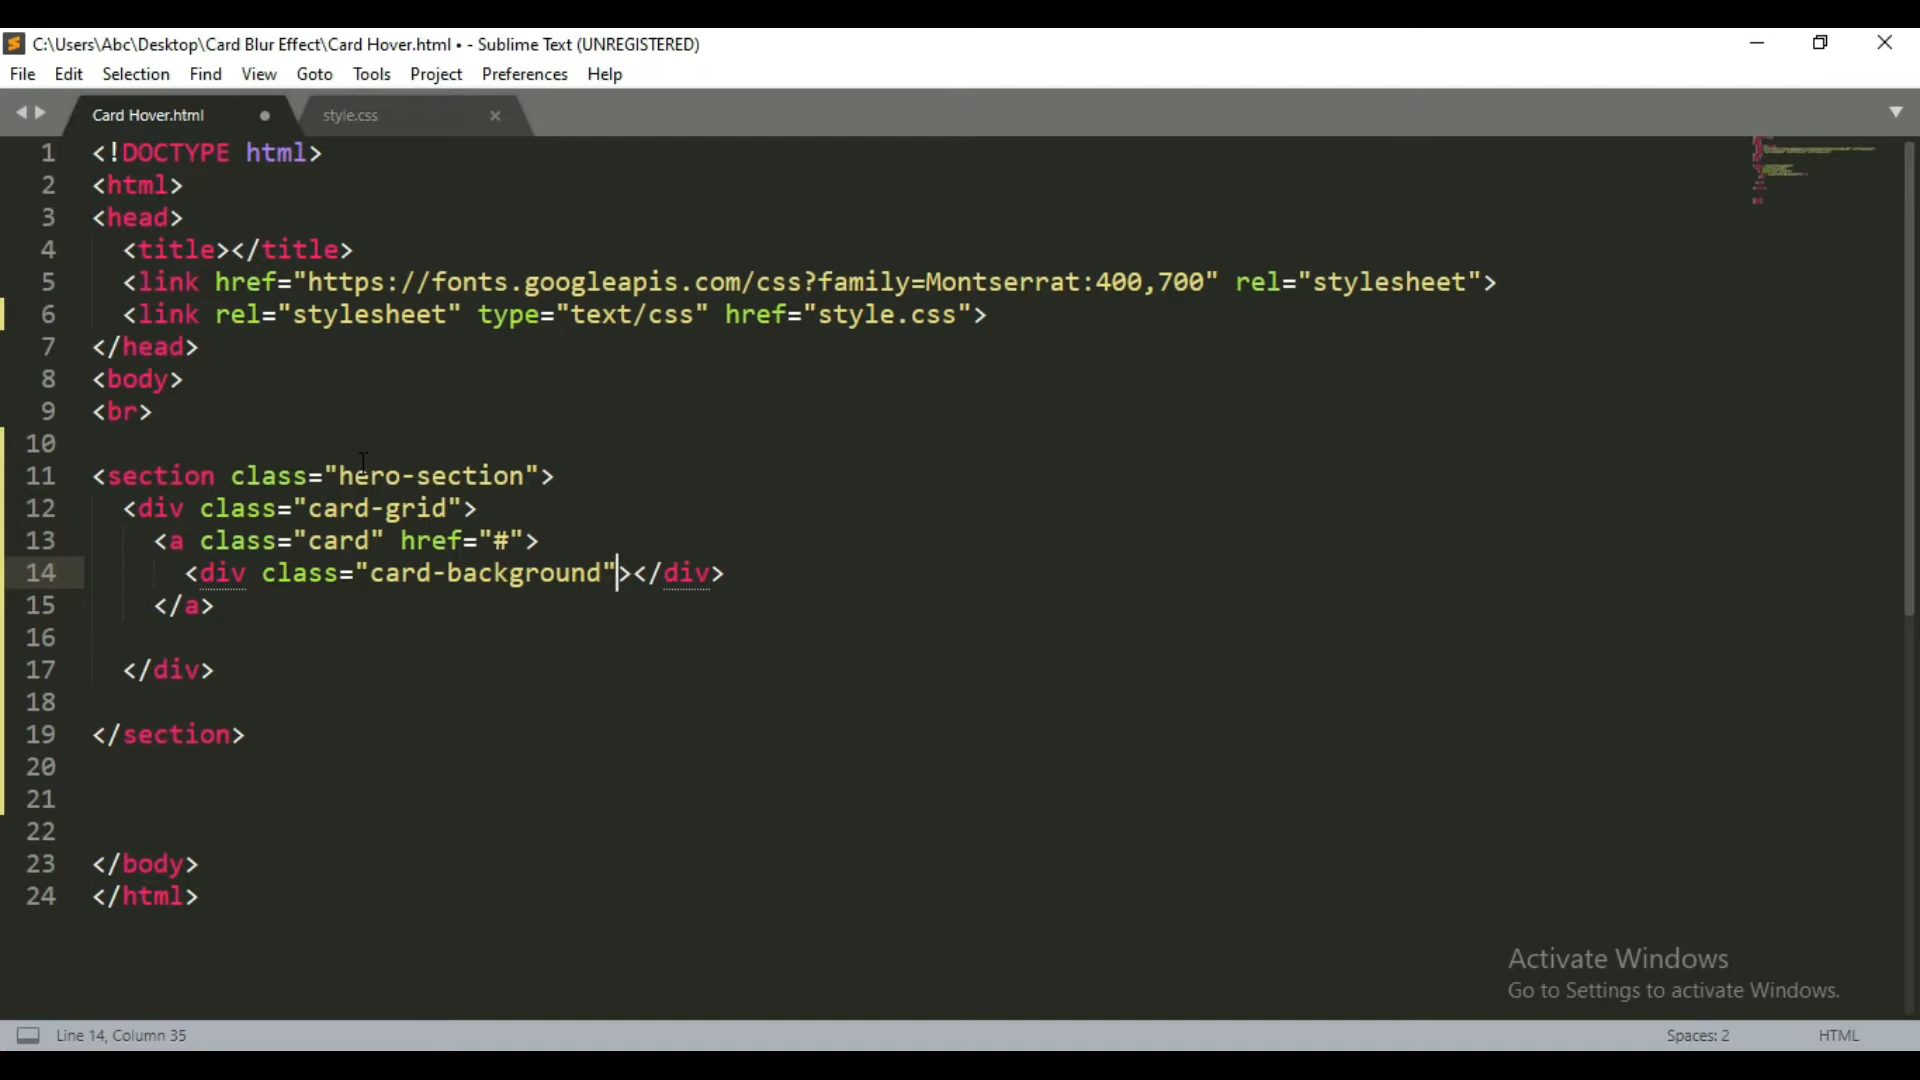 C:\Users\Abc\Desktop\Card Blur Effect\Card Hover.html • - Sublime Text (UNREGISTERED)
File Edit Selection Find View Goto Tools Project Preferences Help
Card Hover.html style.css
1 <!DOCTYPE html>
2 <html>
3 <head>
4 <title></title>
5 <link href="https://fonts.googleapis.com/css?family=Montserrat:400,700" rel="stylesheet">
6 <link rel="stylesheet" type="text/css" href="style.css">
7 </head>
8 <body>
9 <br>
10
11 <section class="hero-section">
12 <div class="card-grid">
13 <a class="card" href="#">
14 <div class="card-background"></div>
15 </a>
16
17 </div>
18
19 </section>
20
21
22
23 </body>
24 </html>
Activate Windows
Go to Settings to activate Windows.
Line 14, Column 35 Spaces: 2 HTML